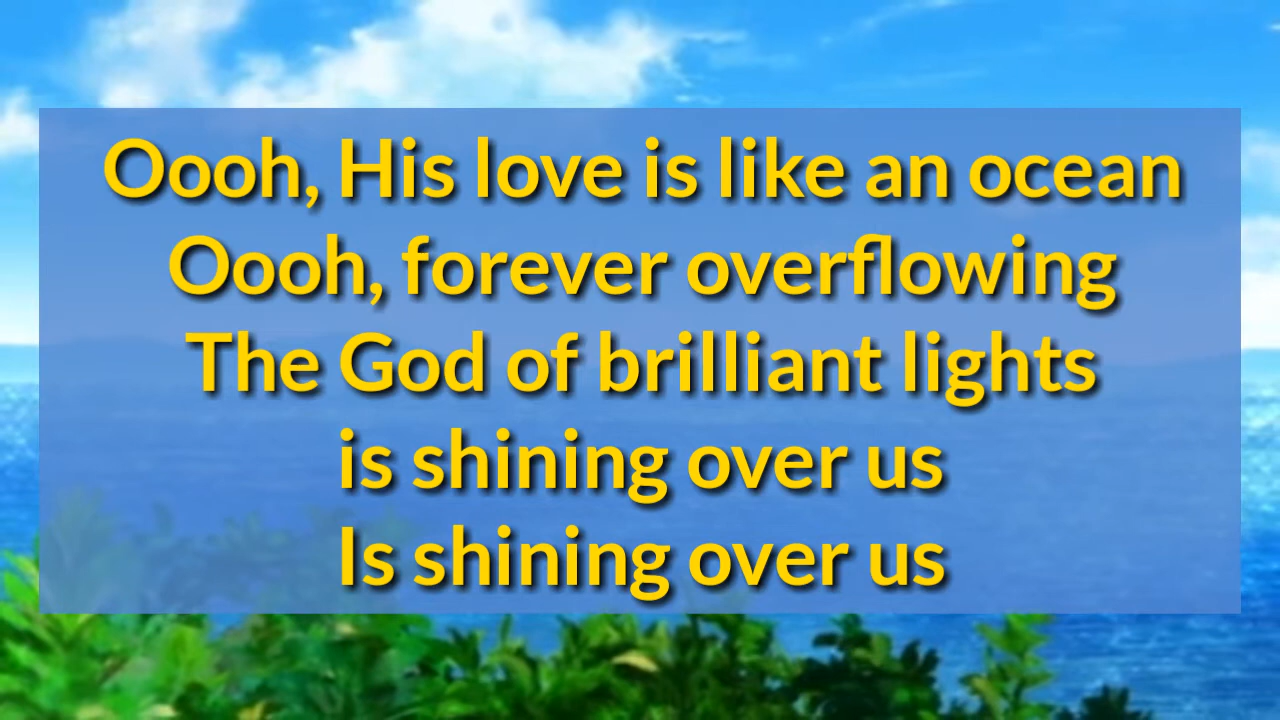 Oooh, His love is like an ocean
Oooh, forever overflowing
The God of brilliant lights
is shining over us
Is shining over us